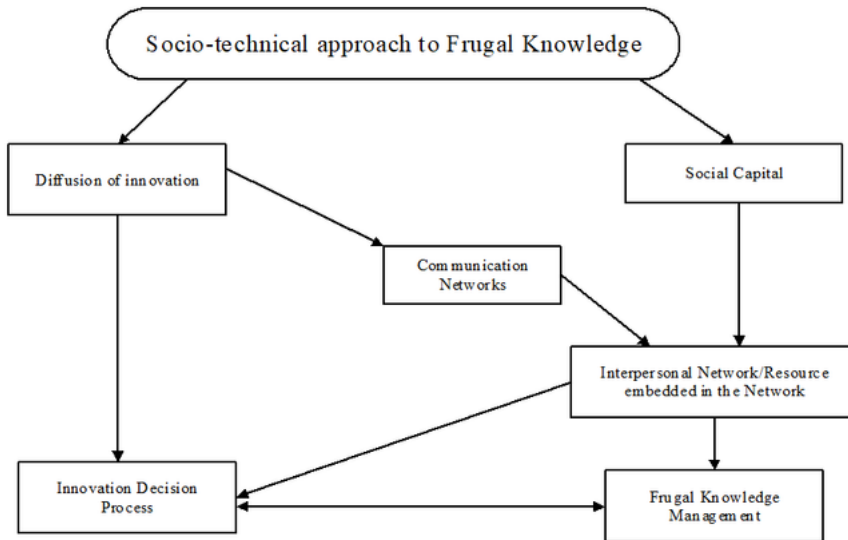 Socio-technical approach to Frugal Knowledge
Diffusion of innovation
Social Capital
Communication
Networks
Interpersonal Network/Resource
embedded in the Network
Innovation Decision
Process
Frugal Knowledge
Management